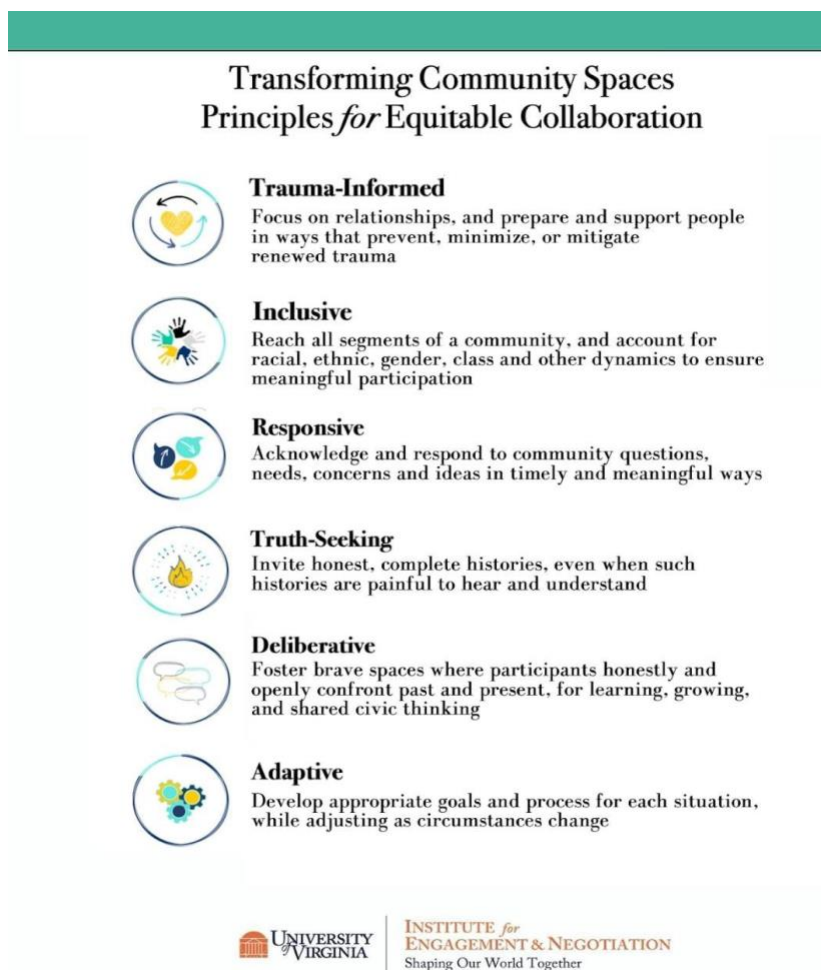 Transforming Community Spaces
Principles for Equitable Collaboration
Trauma-Informed
Focus on relationships, and prepare and support people
in ways that prevent, minimize, or mitigate
renewed trauma
Inclusive
Reach all segments of a community, and account for
racial, ethnic, gender, class and other dynamics to ensure
meaningful participation
Responsive
Acknowledge and respond to community questions,
needs, concerns and ideas in timely and meaningful ways
Truth-Seeking
Invite honest, complete histories, even when such
histories are painful to hear and understand
Deliberative
Foster brave spaces where participants honestly and
openly confront past and present, for learning, growing,
and shared civic thinking
Adaptive
Develop appropriate goals and process for each situation,
while adjusting as circumstances change
UNIVERSITY
of VIRGINIA
INSTITUTE for
ENGAGEMENT & NEGOTIATION
Shaping Our World Together